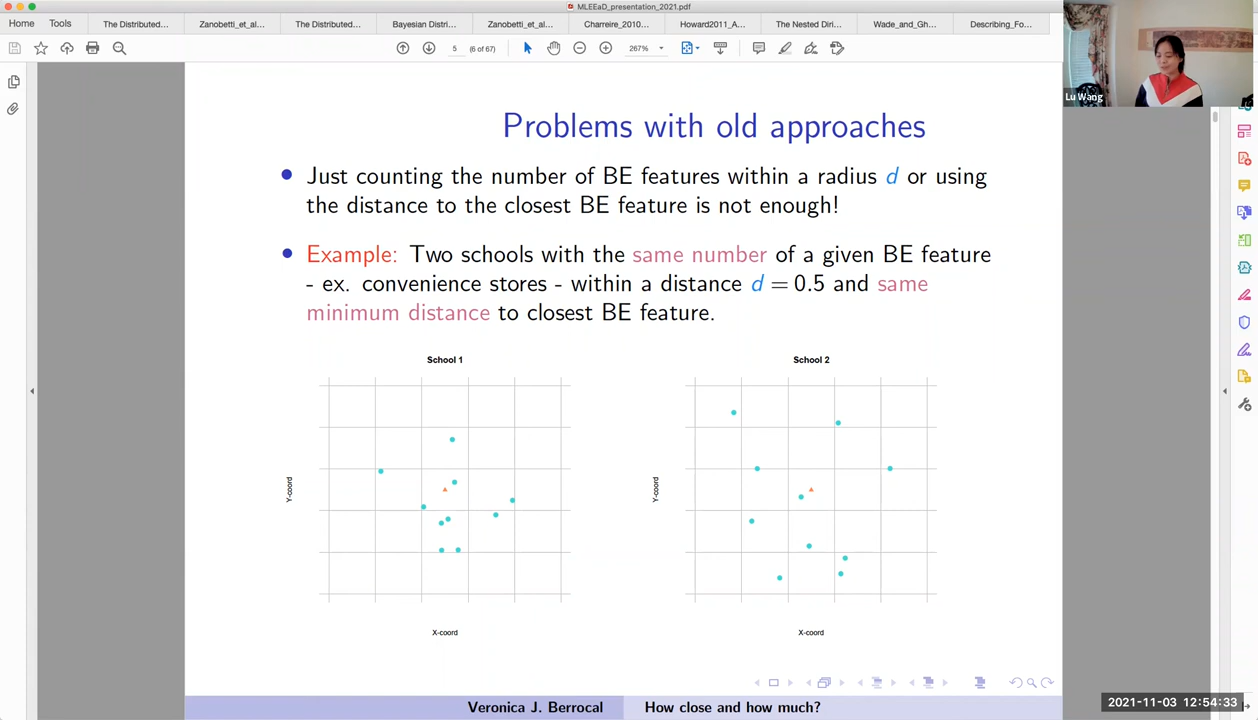 MLEEaD_presentation_2021.pdf
Home Tools The Distributed... Zanobetti_et_al... The Distributed... Bayesian Distri... Zanobetti_et_al... Charreire_2010... Howard2011_A... The Nested Diri... Wade_and_Gh... Describing_Fo...
5 (6 of 67) 267%
Lu Wang
Problems with old approaches
Just counting the number of BE features within a radius d or using
the distance to the closest BE feature is not enough!
Example: Two schools with the same number of a given BE feature
- ex. convenience stores - within a distance d = 0.5 and same
minimum distance to closest BE feature.
School 1
School 2
Y-coord
Y-coord
X-coord
X-coord
Veronica J. Berrocal How close and how much?
2021-11-03 12:54:33